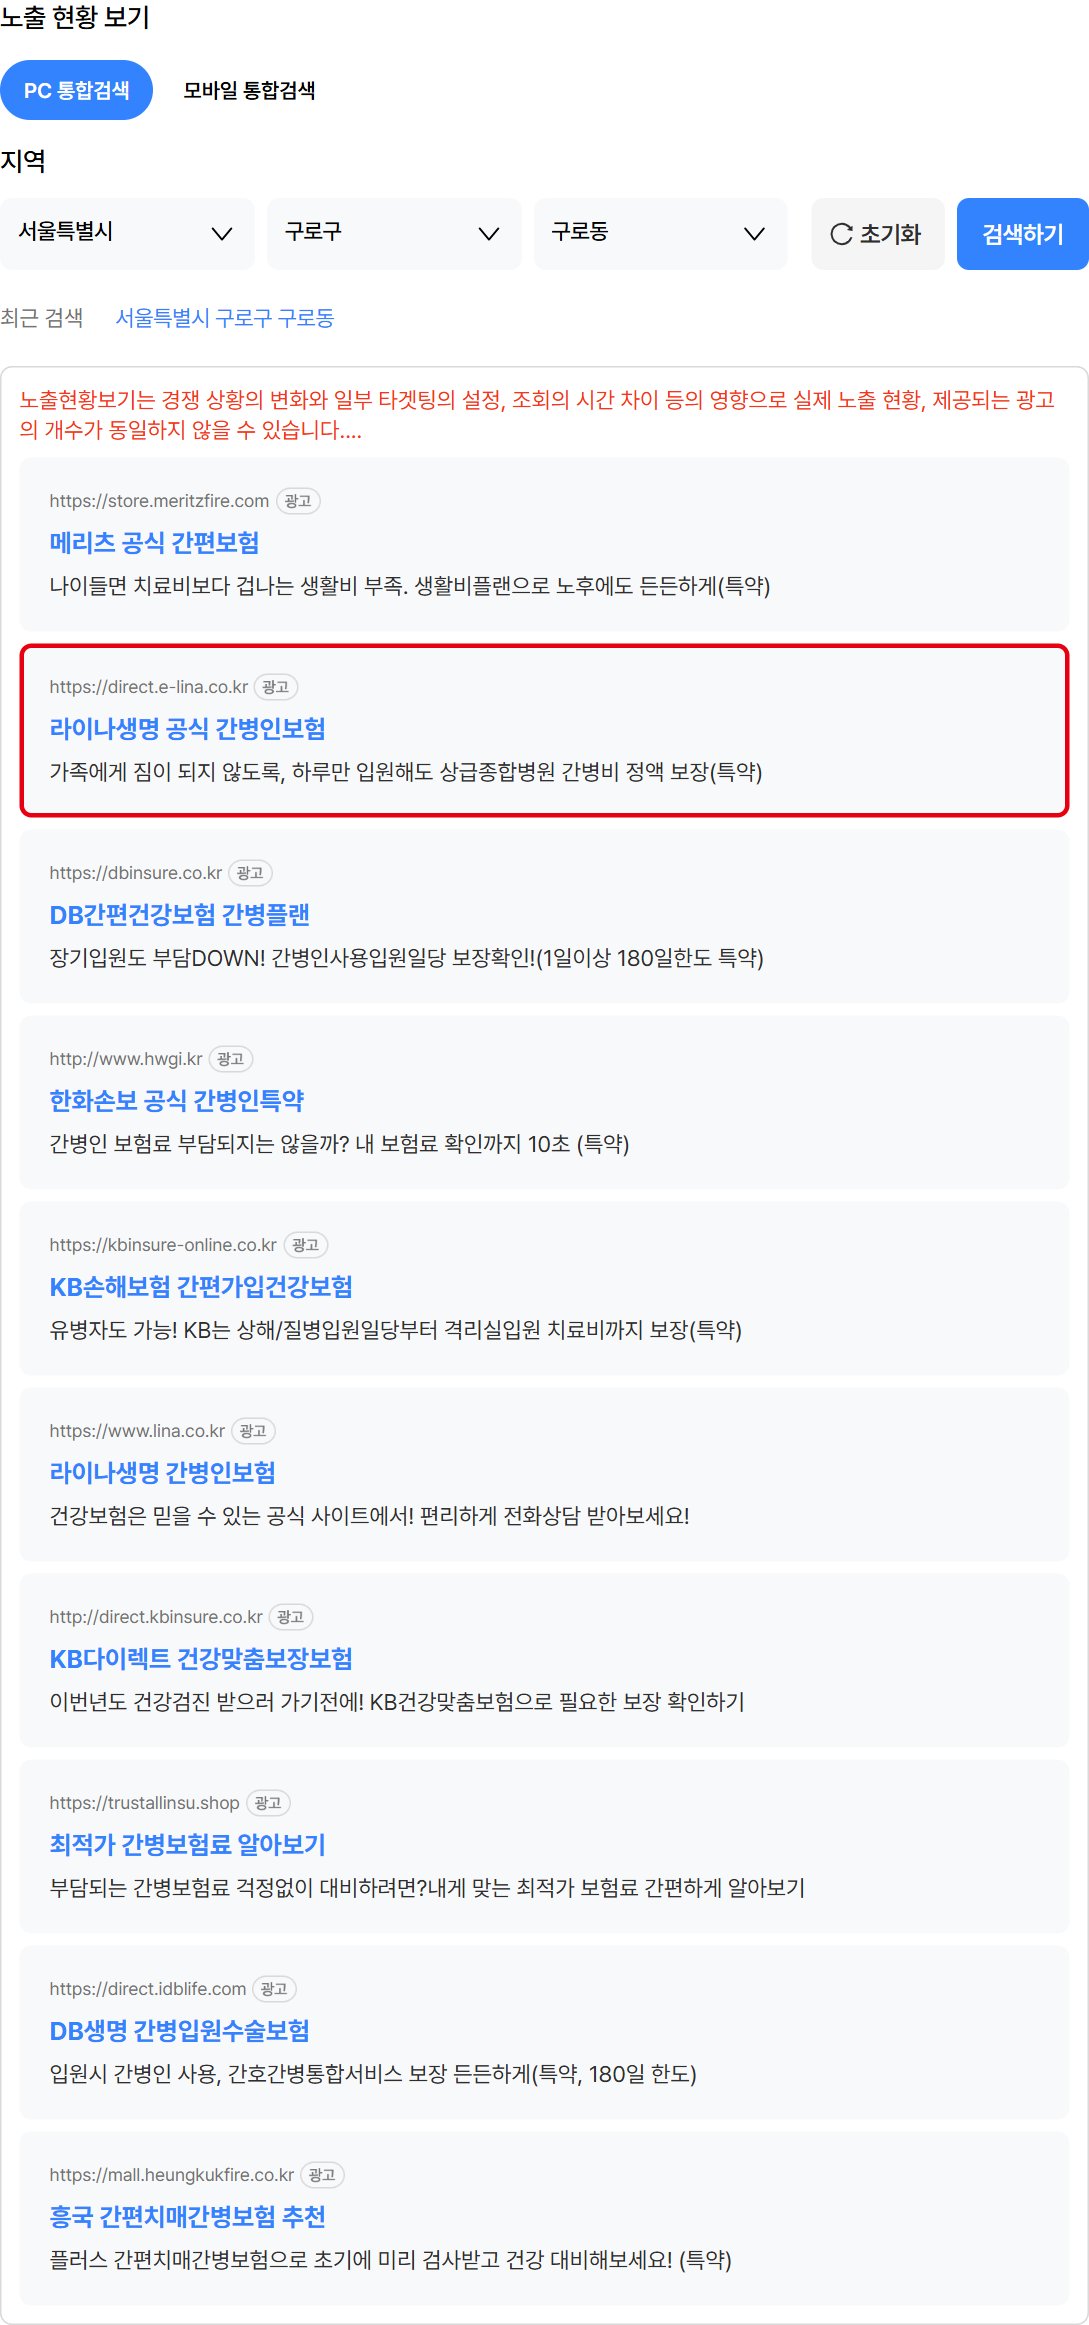 노출 현황 보기
PC 통합검색
모바일 통합검색
지역
서울특별시
구로구
구로동
초기화
검색하기
최근 검색
서울특별시 구로구 구로동
노출현황보기는 경쟁 상황의 변화와 일부 타겟팅의 설정, 조회의 시간 차이 등의 영향으로 실제 노출 현황, 제공되는 광고
의 개수가 동일하지 않을 수 있습니다....
https://store.meritzfire.com 광고
메리츠 공식 간편보험
나이들면 치료비보다 겁나는 생활비 부족. 생활비플랜으로 노후에도 든든하게(특약)
https://direct.e-lina.co.kr 광고
라이나생명 공식 간병인보험
가족에게 짐이 되지 않도록, 하루만 입원해도 상급종합병원 간병비 정액 보장(특약)
https://dbinsure.co.kr 광고
DB간편건강보험 간병플랜
장기입원도 부담DOWN! 간병인사용입원일당 보장확인!(1일이상 180일한도 특약)
http://www.hwgi.kr 광고
한화손보 공식 간병인특약
간병인 보험료 부담되지는 않을까? 내 보험료 확인까지 10초 (특약)
https://kbinsure-online.co.kr 광고
KB손해보험 간편가입건강보험
유병자도 가능! KB는 상해/질병입원일당부터 격리실입원 치료비까지 보장(특약)
https://www.lina.co.kr 광고
라이나생명 간병인보험
건강보험은 믿을 수 있는 공식 사이트에서! 편리하게 전화상담 받아보세요!
http://direct.kbinsure.co.kr 광고
KB다이렉트 건강맞춤보장보험
이번년도 건강검진 받으러 가기전에! KB건강맞춤보험으로 필요한 보장 확인하기
https://trustallinsu.shop 광고
최적가 간병보험료 알아보기
부담되는 간병보험료 걱정없이 대비하려면?내게 맞는 최적가 보험료 간편하게 알아보기
https://direct.idblife.com 광고
DB생명 간병입원수술보험
입원시 간병인 사용, 간호간병통합서비스 보장 든든하게(특약, 180일 한도)
https://mall.heungkukfire.co.kr 광고
흥국 간편치매간병보험 추천
플러스 간편치매간병보험으로 초기에 미리 검사받고 건강 대비해보세요! (특약)